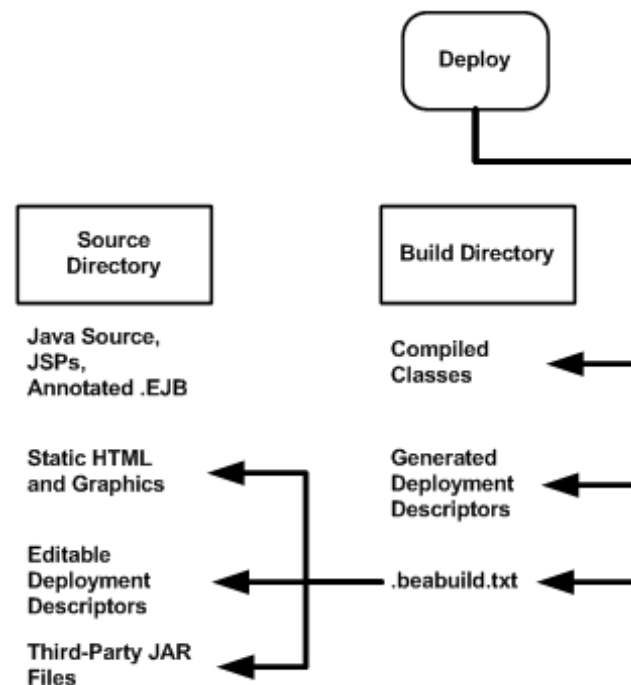 Deploy
Source
Directory
Build Directory
Java Source,
JSPs,
Annotated .EJB
Compiled
Classes
Static HTML
and Graphics
Generated
Deployment
Descriptors
Editable
Deployment
Descriptors
.beabuild.txt
Third-Party JAR
Files